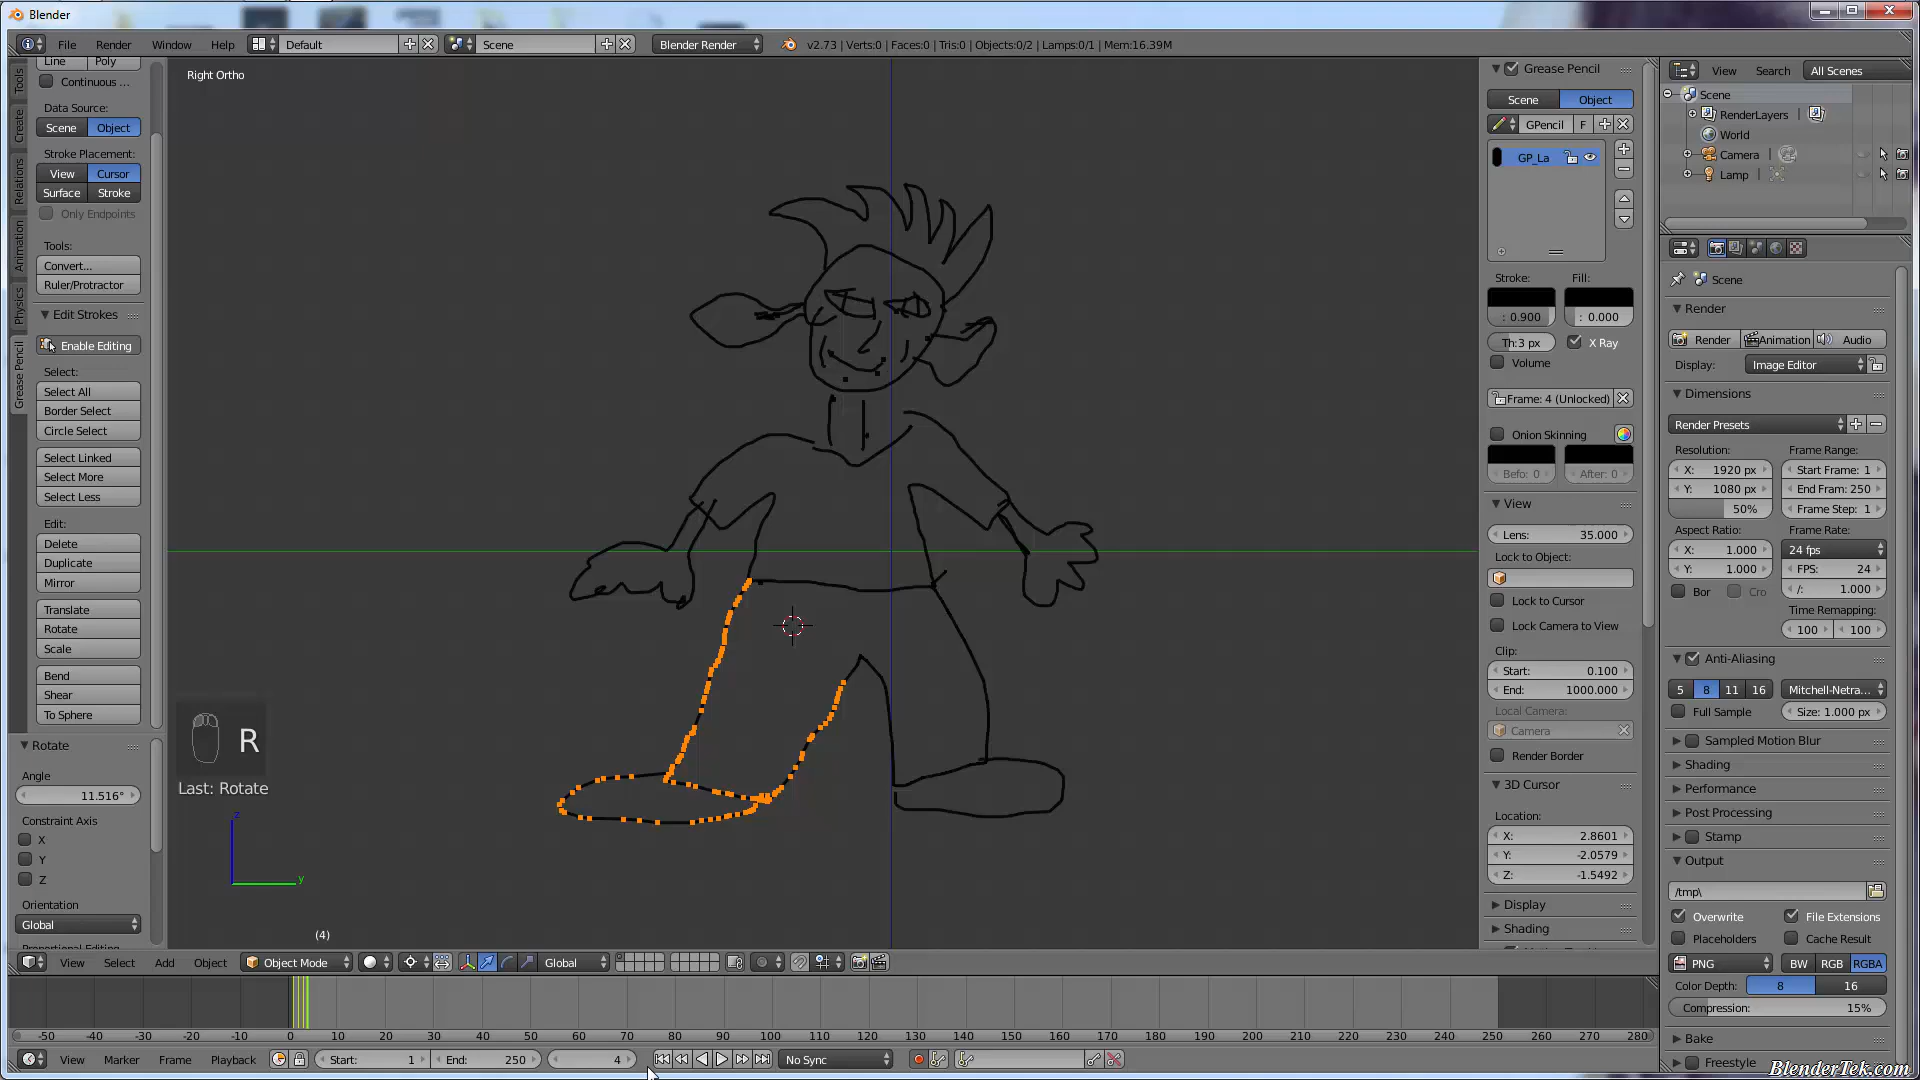 Blender
File Render Window Help Default Scene Blender Render v2.73 | Verts:0 | Faces:0 | Tris:0 | Objects:0/2 | Lamps:0/1 | Mem:16.39M
Tools
Create
Relations
Animation
Physics
Grease Pencil
Line Poly
Continuous ...
Data Source:
Scene Object
Stroke Placement:
View Cursor
Surface Stroke
Only Endpoints
Tools:
Convert...
Ruler/Protractor
Edit Strokes
Enable Editing
Select:
Select All
Border Select
Circle Select
Select Linked
Select More
Select Less
Edit:
Delete
Duplicate
Mirror
Translate
Rotate
Scale
Bend
Shear
To Sphere
Rotate
Angle
11.516°
Constraint Axis
X
Y
Z
Orientation
Global
Right Ortho
R
Last: Rotate
z
y
(4)
Grease Pencil
Scene Object
GPencil F
GP_La
Stroke: Fill:
: 0.900 : 0.000
Th:3 px X Ray
Volume
Frame: 4 (Unlocked)
Onion Skinning
Befo: 0 After: 0
View
Lens: 35.000
Lock to Object:
Lock to Cursor
Lock Camera to View
Clip:
Start: 0.100
End: 1000.000
Local Camera:
Camera
Render Border
3D Cursor
Location:
X: 2.8601
Y: -2.0579
Z: -1.5492
Display
Shading
View Search All Scenes
Scene
RenderLayers
World
Camera
Lamp
Scene
Render
Render Animation Audio
Display: Image Editor
Dimensions
Render Presets
Resolution: Frame Range:
X: 1920 px Start Frame: 1
Y: 1080 px End Fram: 250
50% Frame Step: 1
Aspect Ratio: Frame Rate:
X: 1.000 24 fps
Y: 1.000 FPS: 24
Bor Cro /: 1.000
Time Remapping:
100 100
Anti-Aliasing
5 8 11 16 Mitchell-Netra...
Full Sample Size: 1.000 px
Sampled Motion Blur
Shading
Performance
Post Processing
Stamp
Output
/tmp\
Overwrite File Extensions
Placeholders Cache Result
PNG BW RGB RGBA
Color Depth: 8 16
Compression: 15%
Bake
Freestyle
View Select Add Object Object Mode Global
-50 -40 -30 -20 -10 0 10 20 30 40 50 60 70 80 90 100 110 120 130 140 150 160 170 180 190 200 210 220 230 240 250 260 270 280
View Marker Frame Playback Start: 1 End: 250 4 No Sync
BlenderTek.com